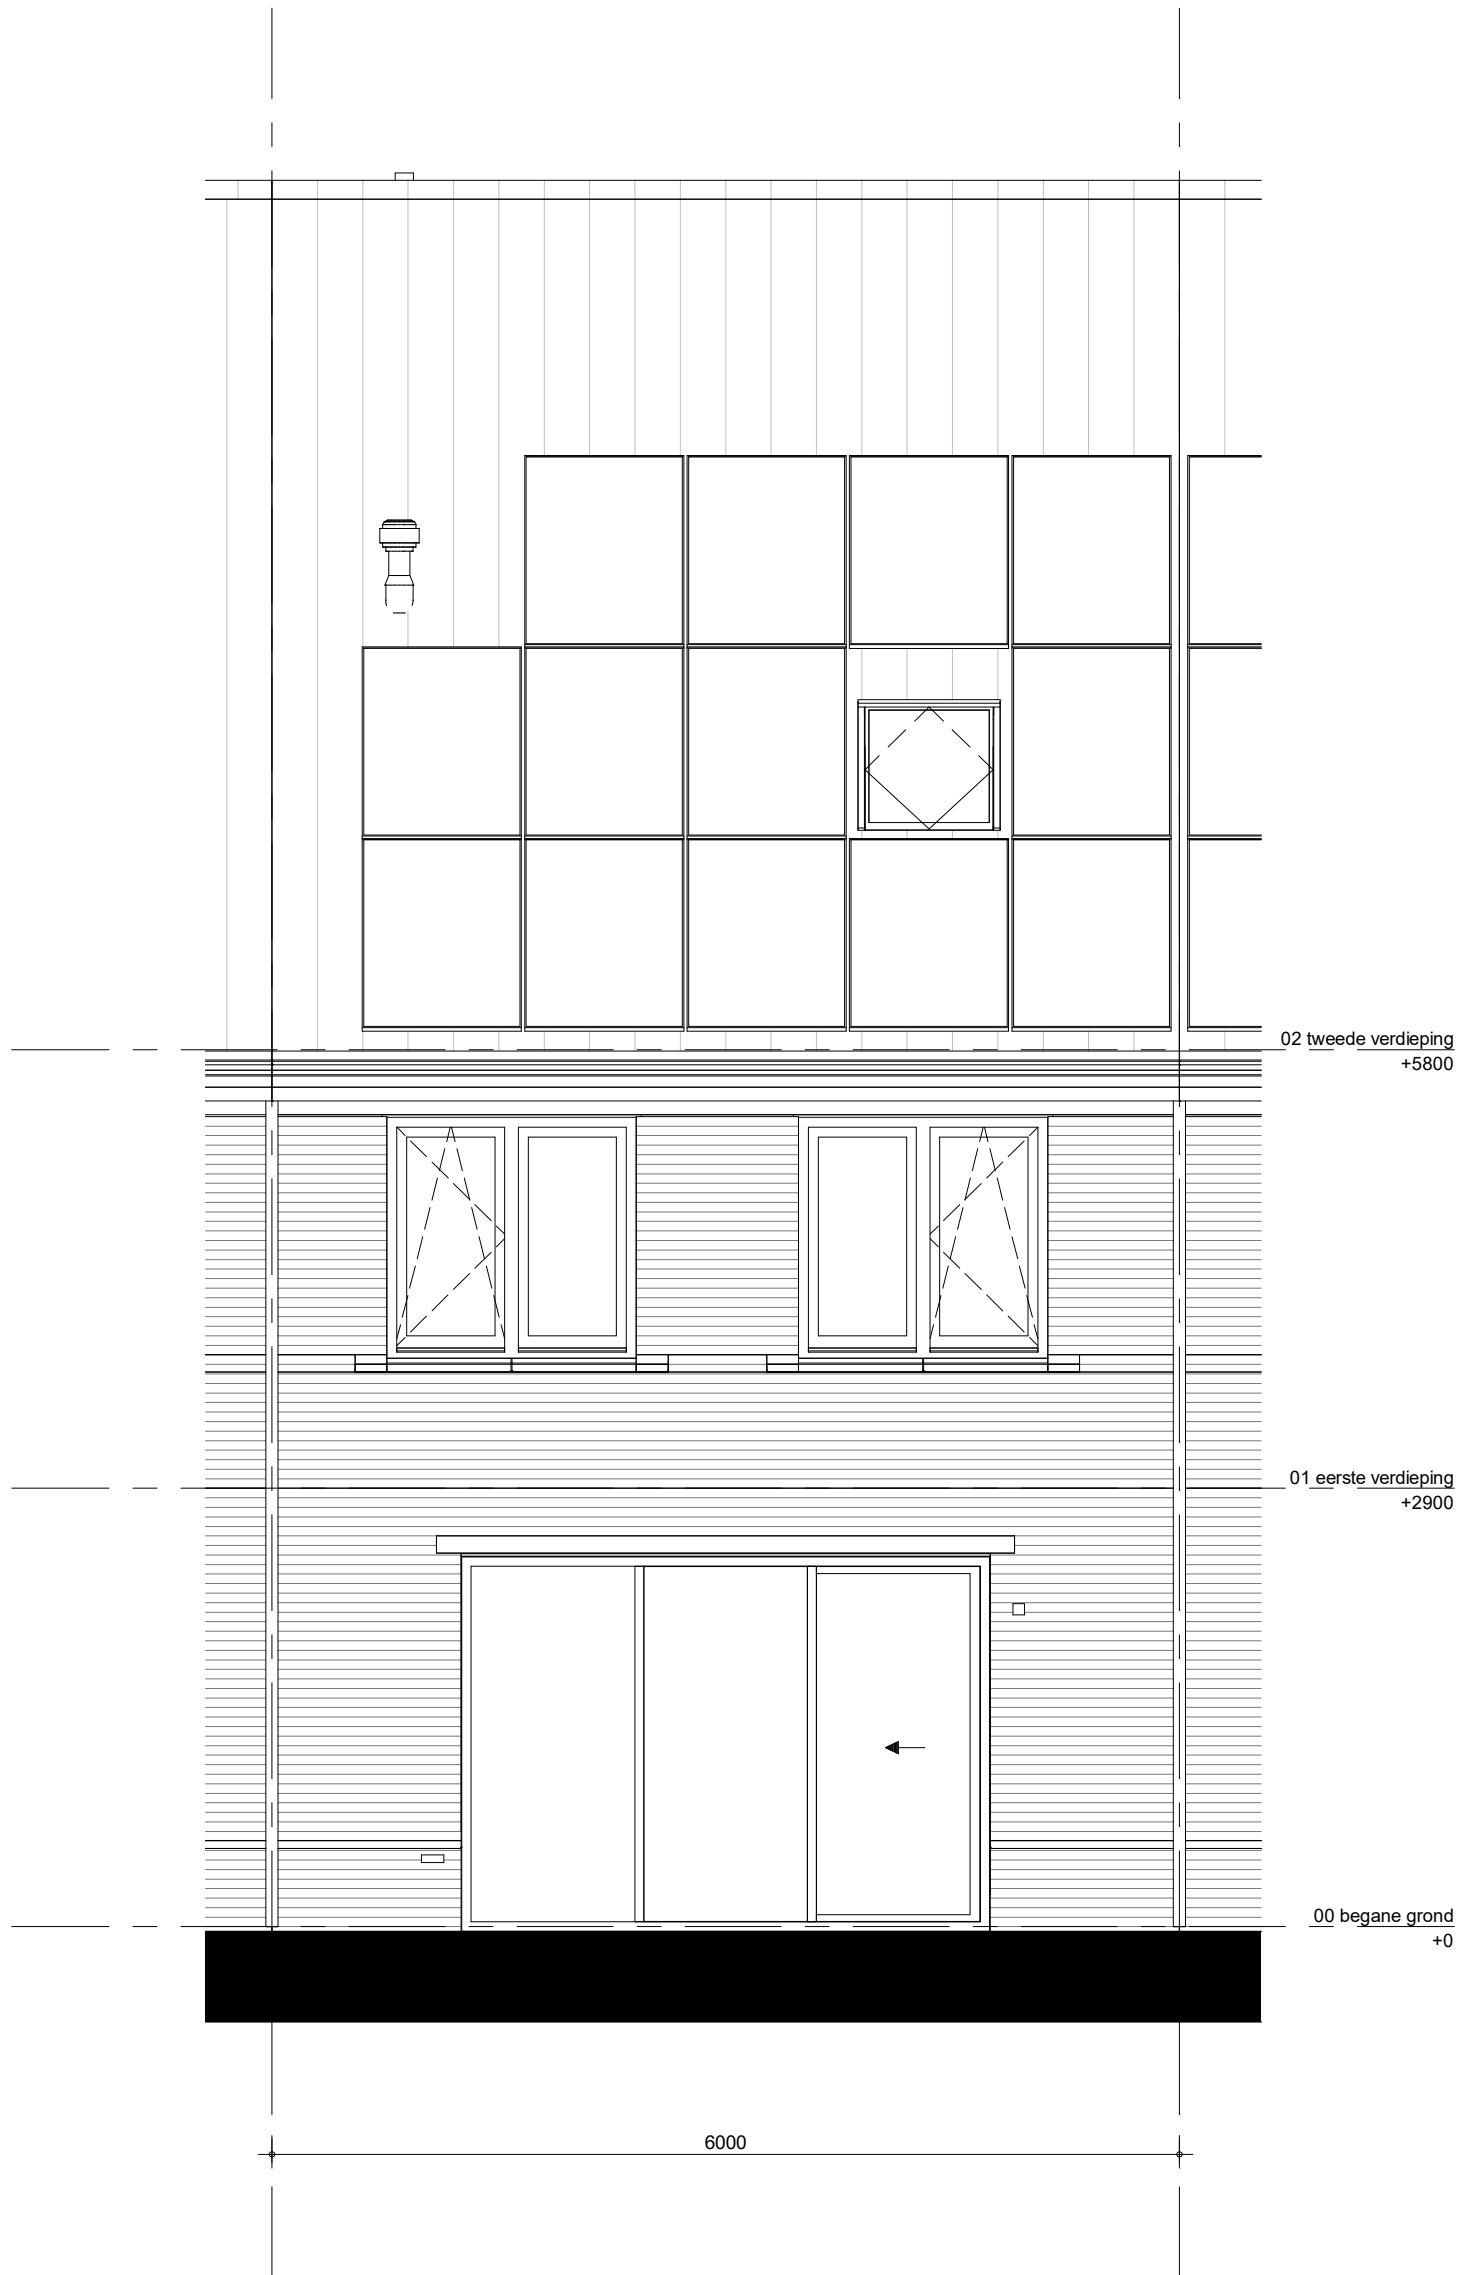 02 tweede verdieping
+5800
01 eerste verdieping
+2900
00 begane grond
+0
6000